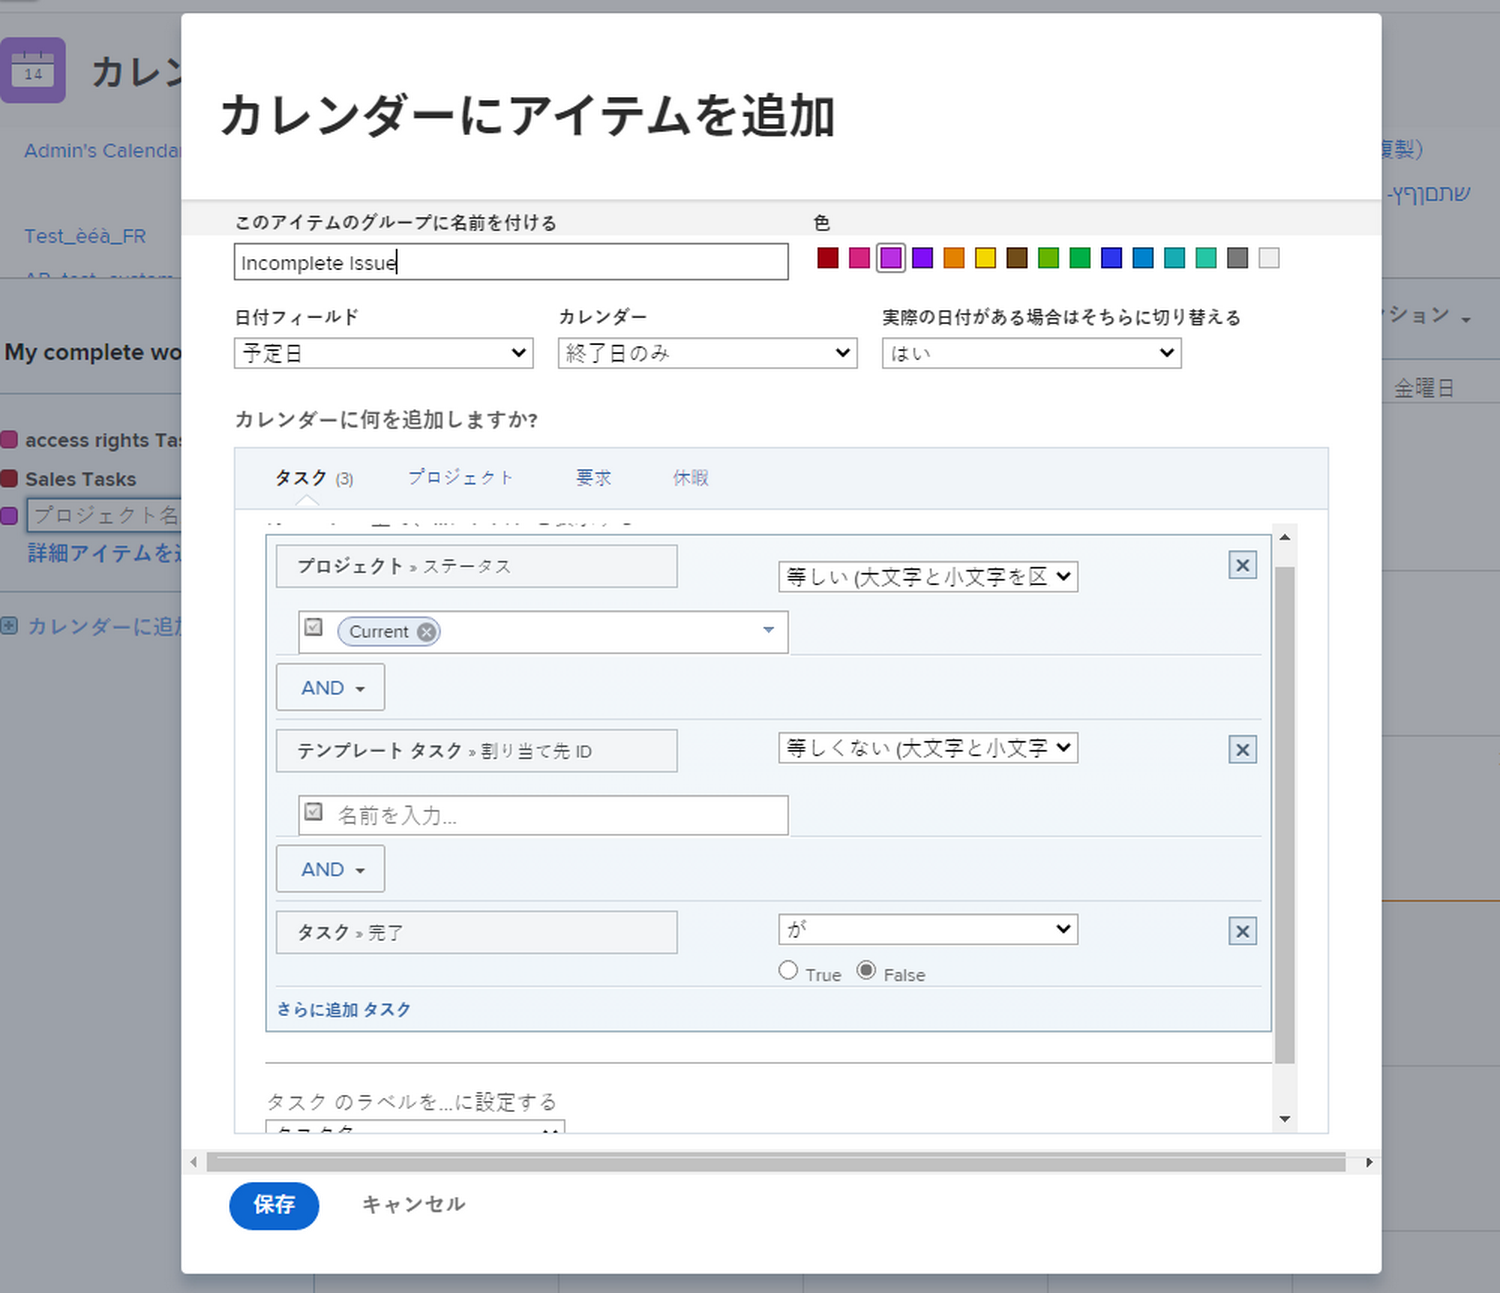 14
カレン
Admin's Calendar
複製)
שתםןףץ-
Test_èéà_FR
ション
My complete wo
金曜日
access rights Tas
Sales Tasks
プロジェクト名
詳細アイテムを追
カレンダーに追加
カレンダーにアイテムを追加
このアイテムのグループに名前を付ける
色
Incomplete Issue
日付フィールド
カレンダー
実際の日付がある場合はそちらに切り替える
予定日
終了日のみ
はい
カレンダーに何を追加しますか?
タスク (3)
プロジェクト
要求
休暇
プロジェクト » ステータス
等しい (大文字と小文字を区
Current
AND
テンプレート タスク » 割り当て先 ID
等しくない (大文字と小文字
名前を入力...
AND
タスク » 完了
が
True False
さらに追加 タスク
タスク のラベルを...に設定する
タスク名
保存
キャンセル